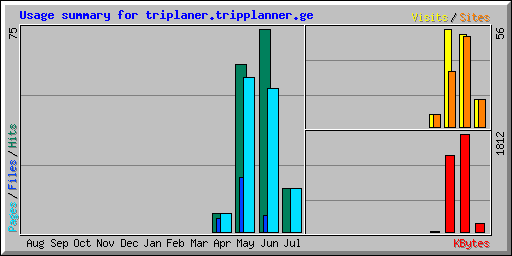 Usage summary for triplaner.tripplanner.ge
Visits/Sites
75
56
Pages/Files/Hits
1812
Aug Sep Oct Nov Dec Jan Feb Mar Apr May Jun Jul
KBytes